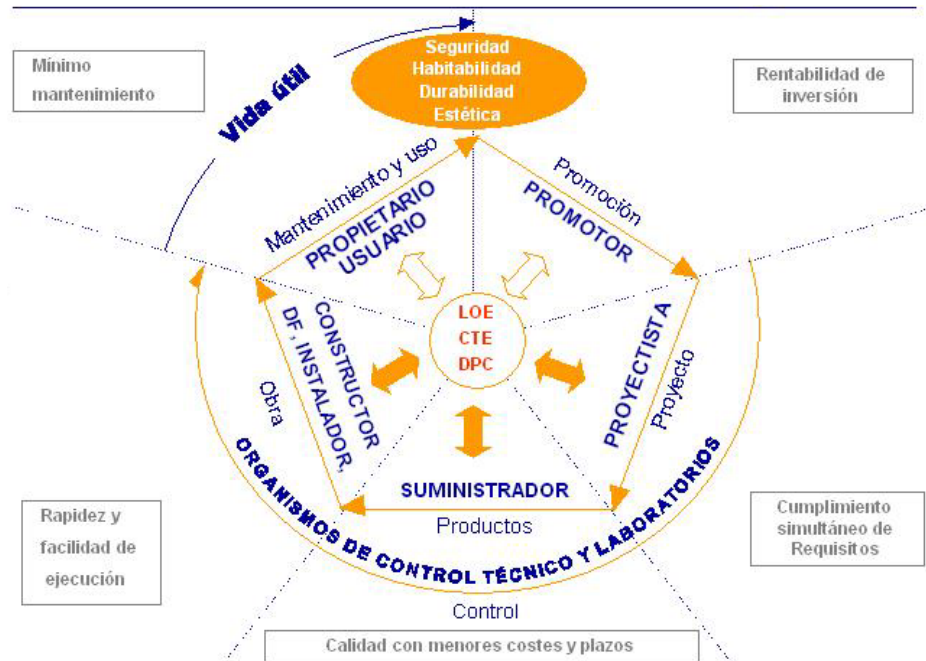 Seguridad
Habitabilidad
Durabilidad
Estética
Mínimo
mantenimiento
Rentabilidad de
inversión
Vida útil
Mantenimiento y uso
PROPIETARIO
USUARIO
Promoción
PROMOTOR
LOE
CTE
DPC
CONSTRUCTOR
DF, INSTALADOR,
Obra
PROYECTISTA
Proyecto
SUMINISTRADOR
Productos
ORGANISMOS DE CONTROL TÉCNICO Y LABORATORIOS
Control
Rapidez y
facilidad de
ejecución
Cumplimiento
simultáneo de
Requisitos
Calidad con menores costes y plazos